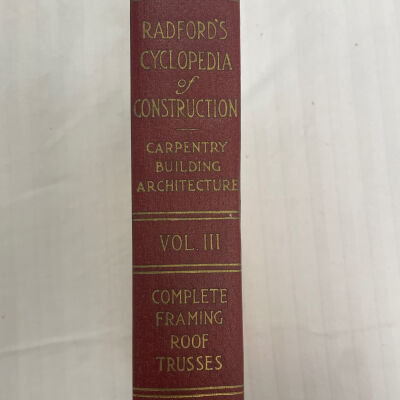 RADFORD'S
CYCLOPEDIA
of
CONSTRUCTION
CARPENTRY
BUILDING
ARCHITECTURE
VOL. III
COMPLETE
FRAMING
ROOF
TRUSSES